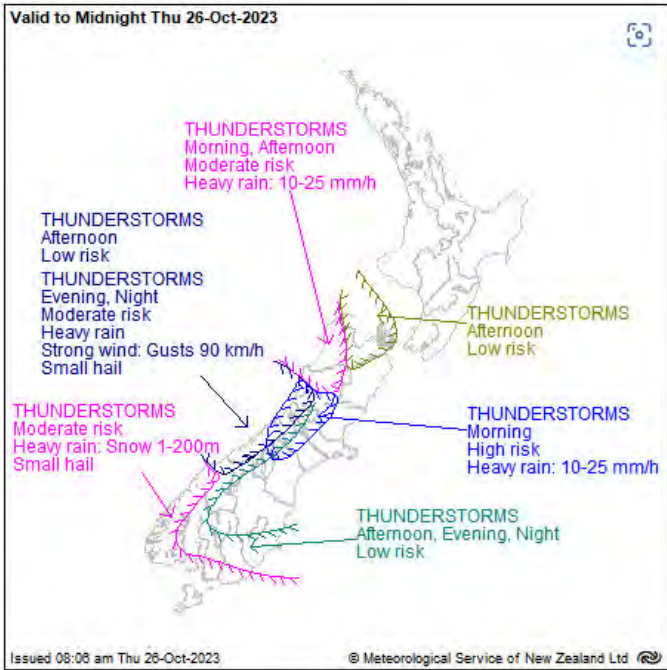 Valid to Midnight Thu 26-Oct-2023
THUNDERSTORMS
Morning, Afternoon
Moderate risk
Heavy rain: 10-25 mm/h
THUNDERSTORMS
Afternoon
Low risk
THUNDERSTORMS
Evening, Night
Moderate risk
Heavy rain
Strong wind: Gusts 90 km/h
Small hail
THUNDERSTORMS
Afternoon
Low risk
THUNDERSTORMS
Moderate risk
Heavy rain: Snow 1-200m
Small hail
THUNDERSTORMS
Morning
High risk
Heavy rain: 10-25 mm/h
THUNDERSTORMS
Afternoon, Evening, Night
Low risk
Issued 08:06 am Thu 26-Oct-2023
© Meteorological Service of New Zealand Ltd